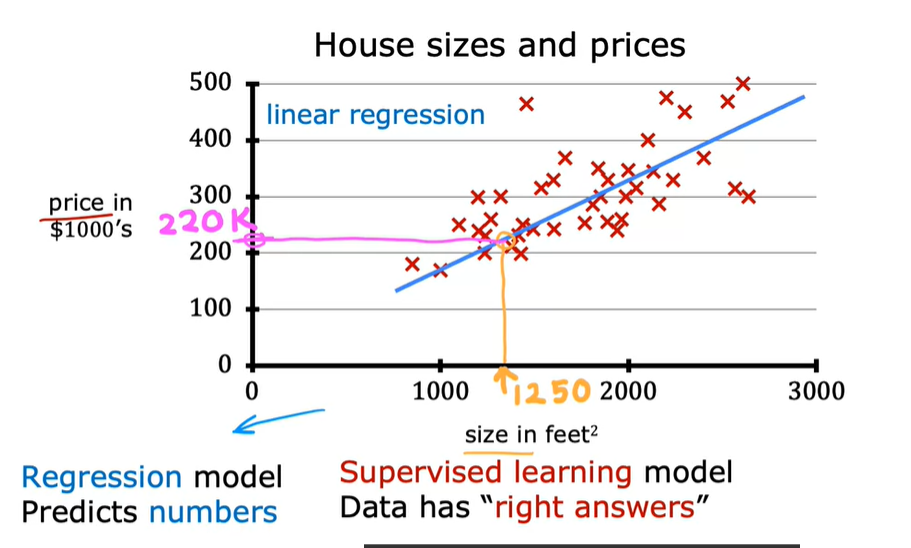 House sizes and prices
500
linear regression
400
300
price in
$1000's
220K
200
100
0
0
1000
1250
2000
3000
size in feet²
Regression model
Predicts numbers
Supervised learning model
Data has “right answers”